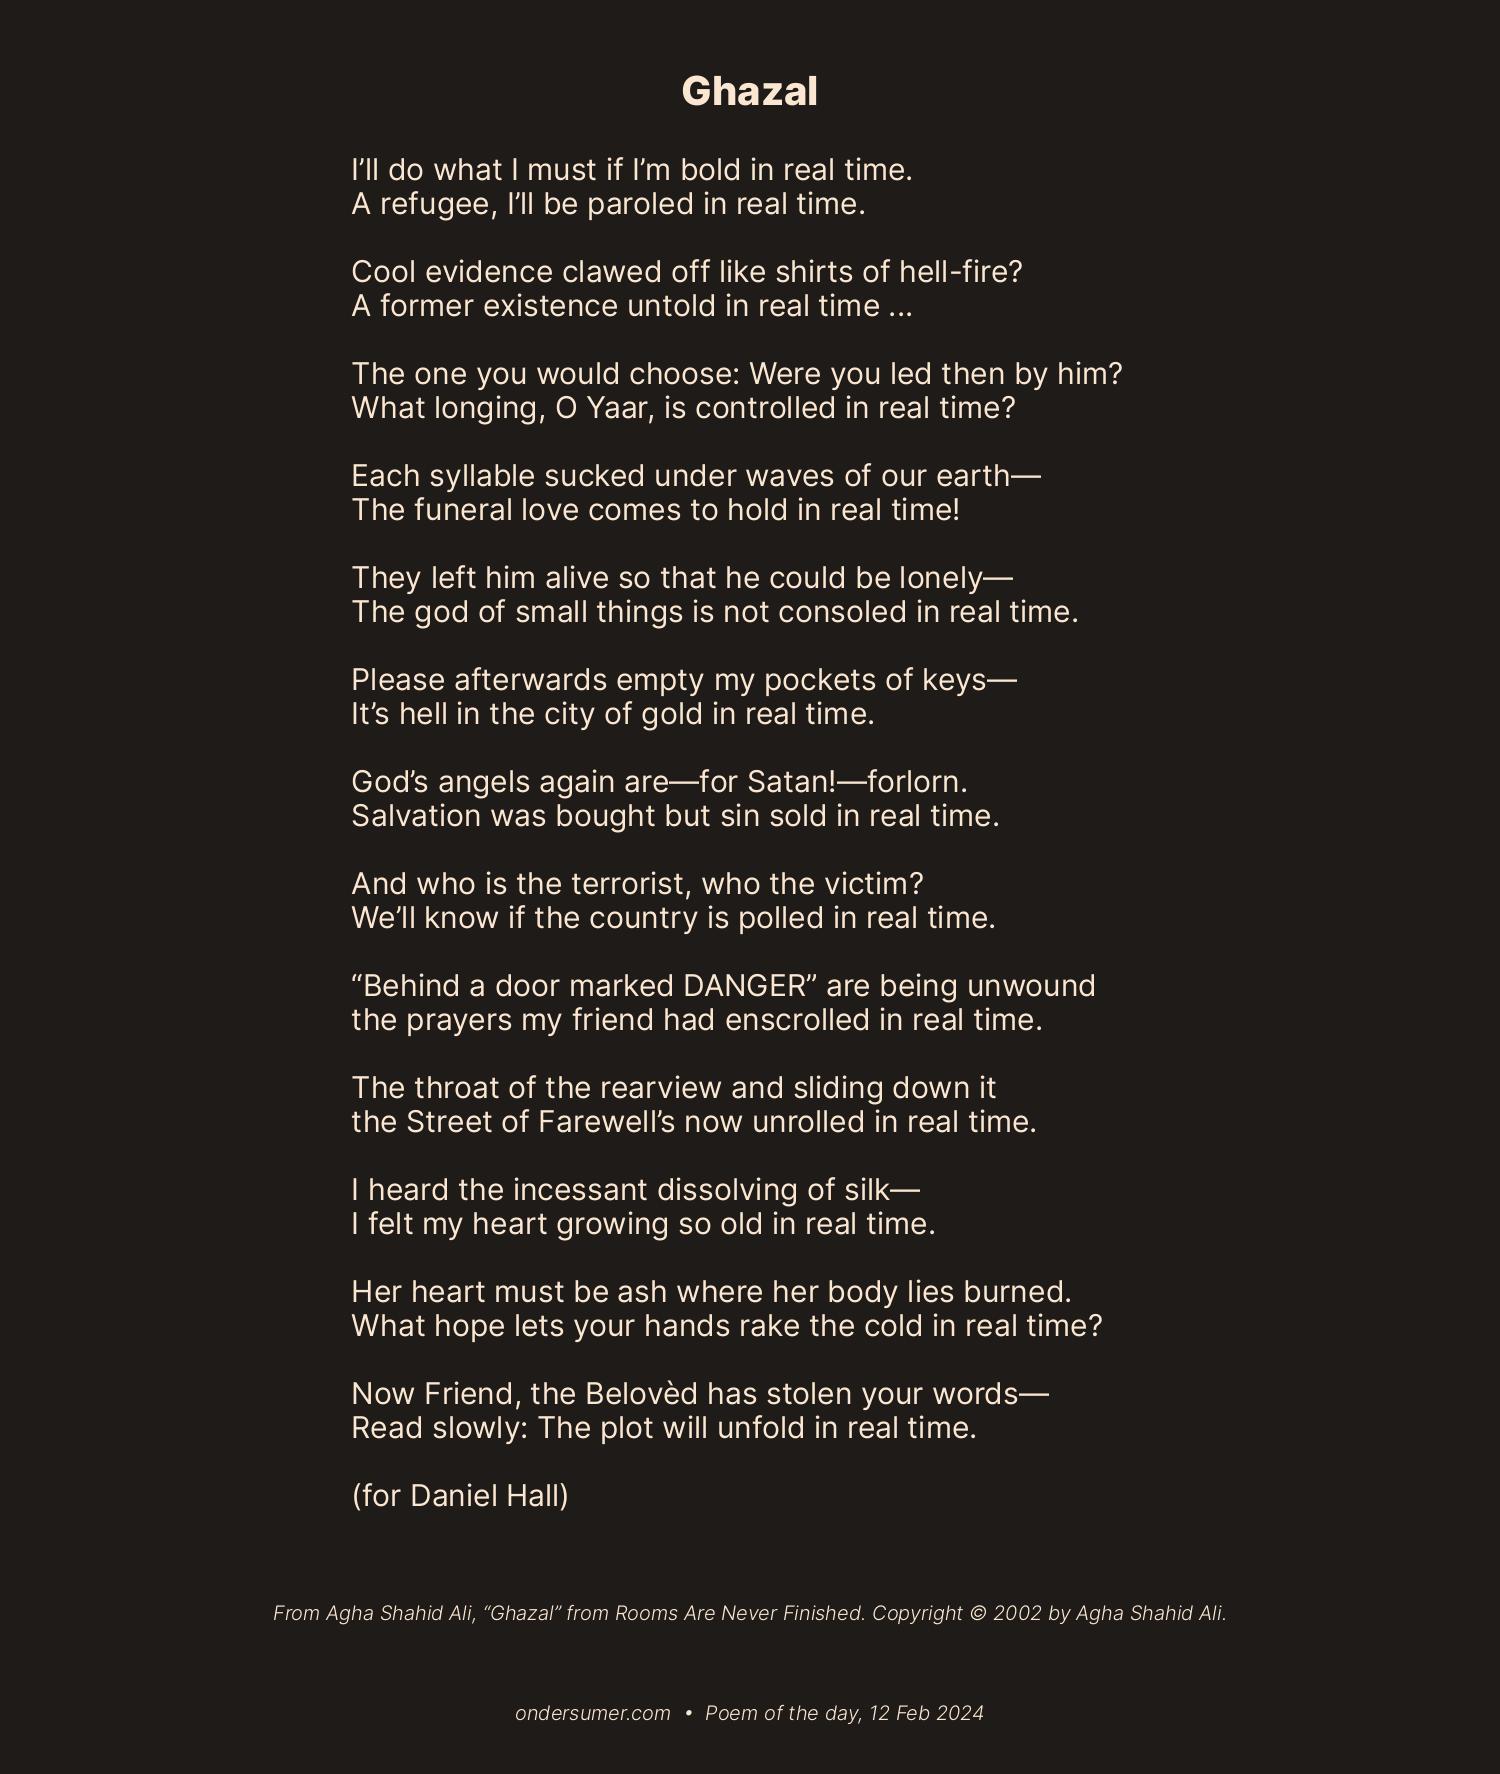 Ghazal
I’ll do what I must if I’m bold in real time.
A refugee, I’ll be paroled in real time.
Cool evidence clawed off like shirts of hell-fire?
A former existence untold in real time ...
The one you would choose: Were you led then by him?
What longing, O Yaar, is controlled in real time?
Each syllable sucked under waves of our earth—
The funeral love comes to hold in real time!
They left him alive so that he could be lonely—
The god of small things is not consoled in real time.
Please afterwards empty my pockets of keys—
It’s hell in the city of gold in real time.
God’s angels again are—for Satan!—forlorn.
Salvation was bought but sin sold in real time.
And who is the terrorist, who the victim?
We’ll know if the country is polled in real time.
“Behind a door marked DANGER” are being unwound
the prayers my friend had enscrolled in real time.
The throat of the rearview and sliding down it
the Street of Farewell’s now unrolled in real time.
I heard the incessant dissolving of silk—
I felt my heart growing so old in real time.
Her heart must be ash where her body lies burned.
What hope lets your hands rake the cold in real time?
Now Friend, the Belovèd has stolen your words—
Read slowly: The plot will unfold in real time.
(for Daniel Hall)
From Agha Shahid Ali, “Ghazal” from Rooms Are Never Finished. Copyright © 2002 by Agha Shahid Ali.
ondersumer.com • Poem of the day, 12 Feb 2024